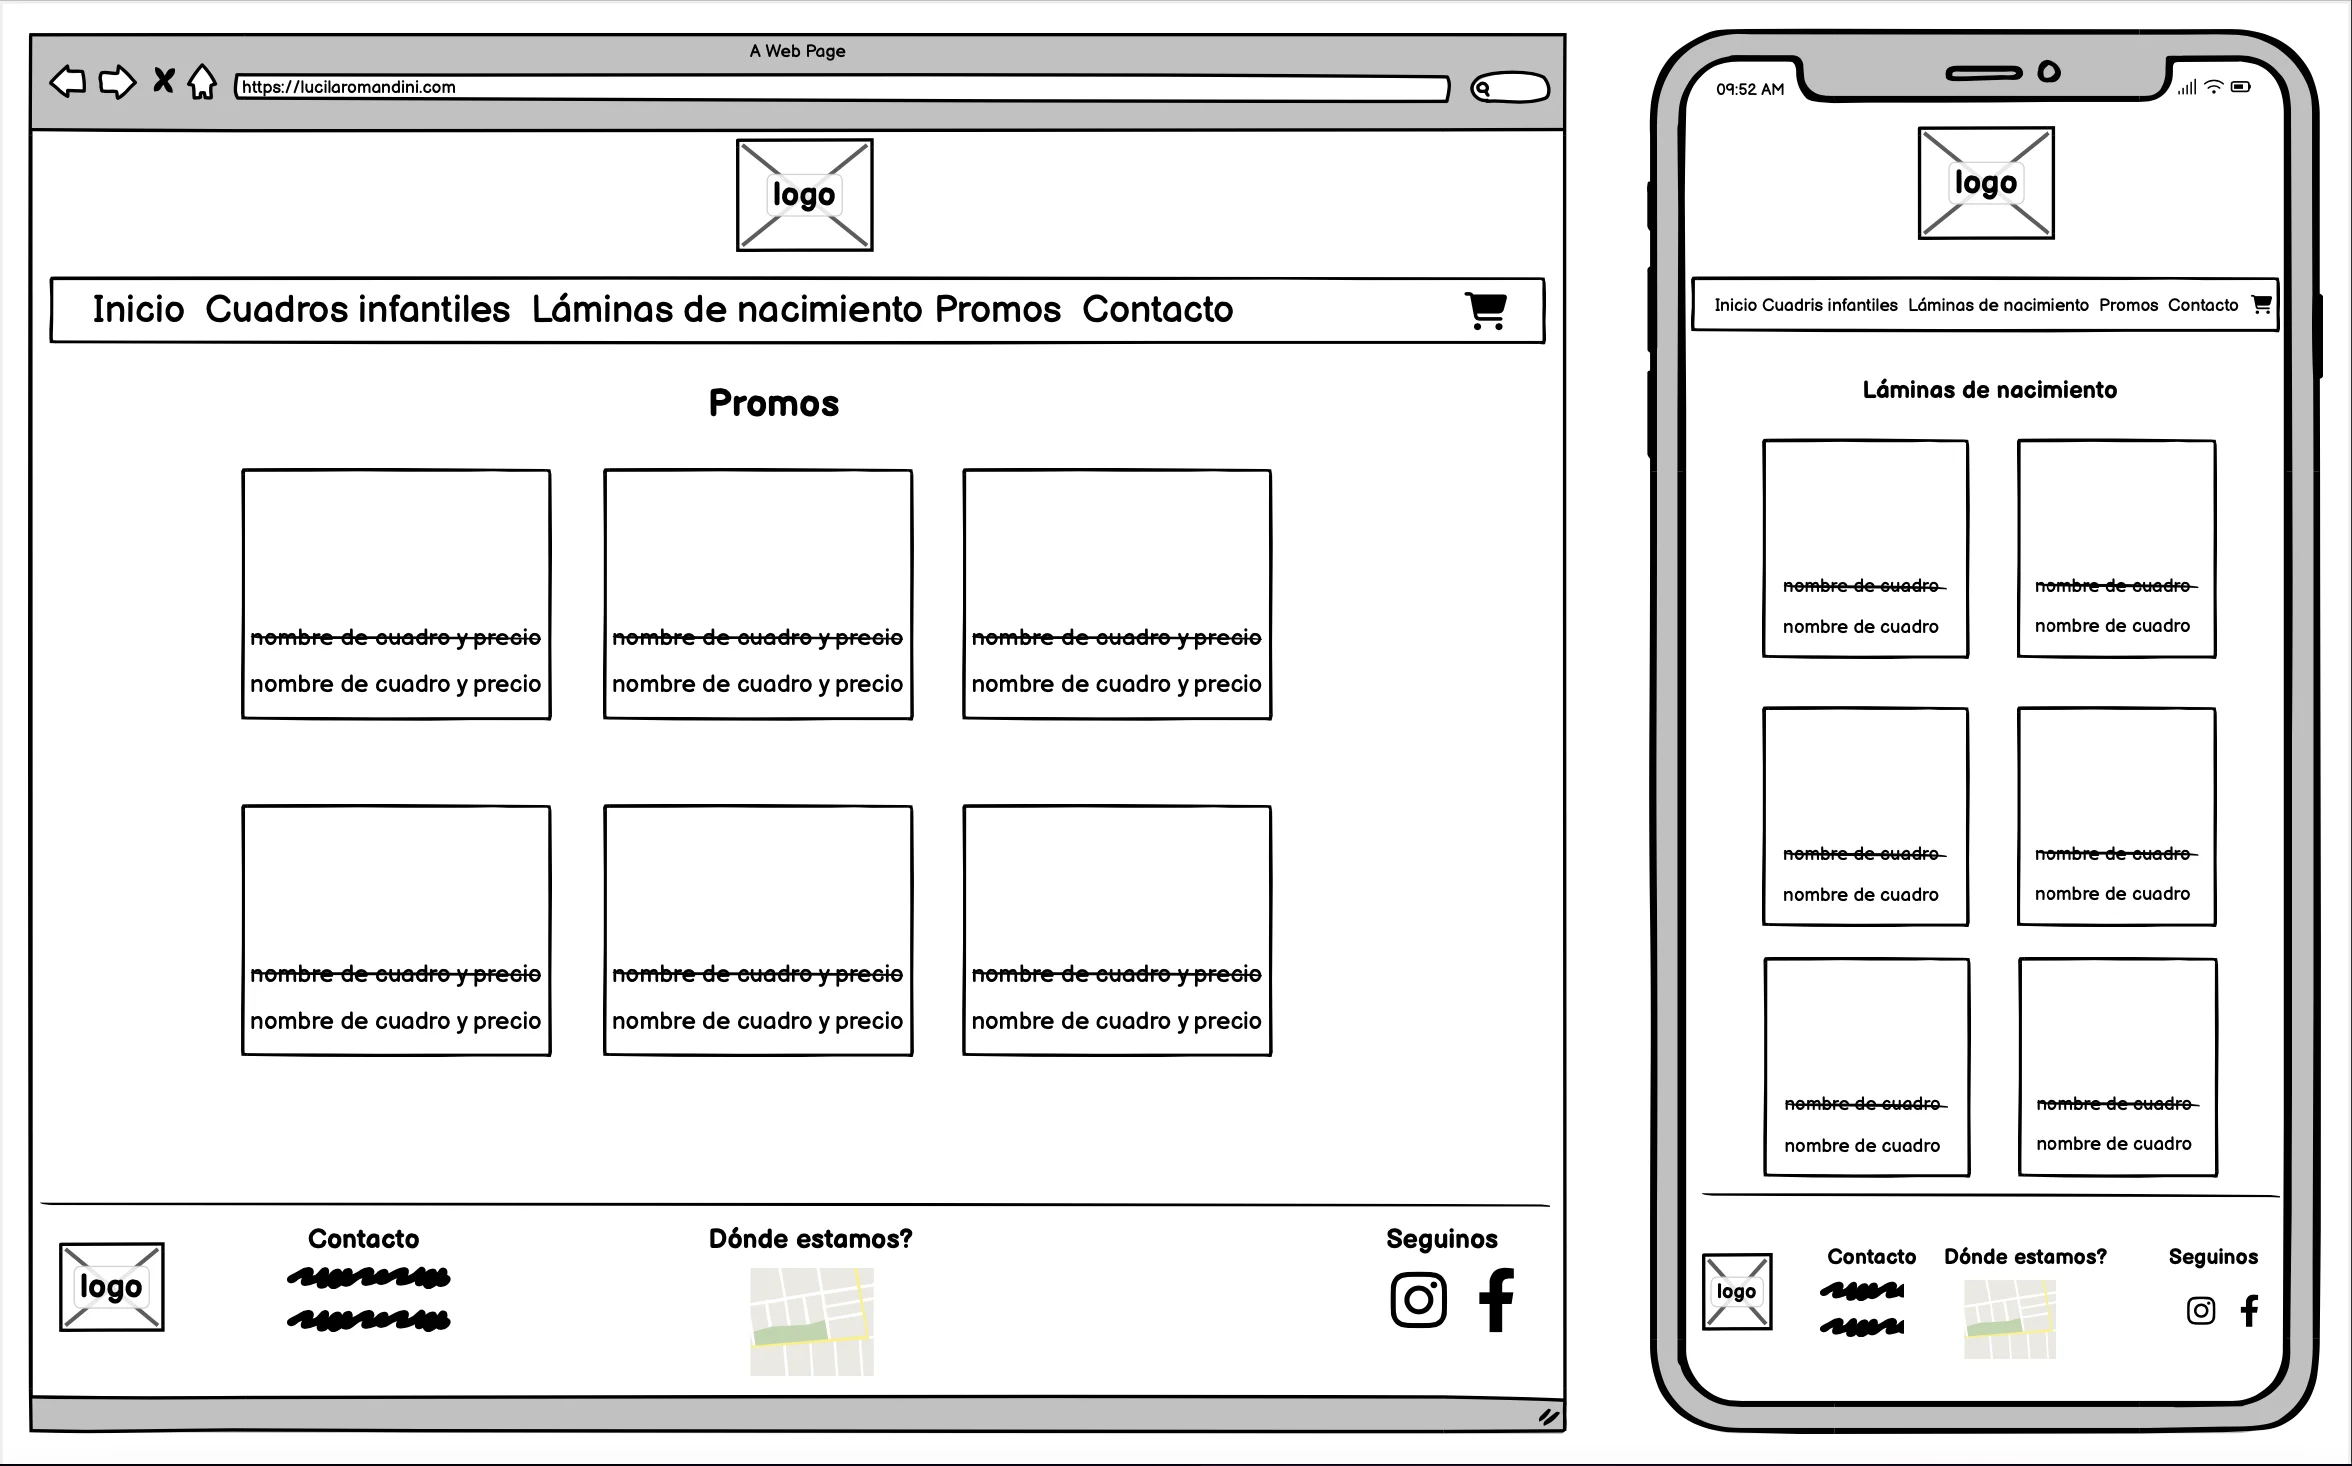 A Web Page
https://lucilaromandini.com
logo
Inicio Cuadros infantiles Láminas de nacimiento Promos Contacto
Promos
nombre de cuadro y precio nombre de cuadro y precio nombre de cuadro y precio
nombre de cuadro y precio nombre de cuadro y precio nombre de cuadro y precio
nombre de cuadro y precio nombre de cuadro y precio nombre de cuadro y precio
nombre de cuadro y precio nombre de cuadro y precio nombre de cuadro y precio
logo
Contacto
Dónde estamos?
Seguinos
09:52 AM
logo
Inicio Cuadris infantiles Láminas de nacimiento Promos Contacto
Láminas de nacimiento
nombre de cuadro nombre de cuadro
nombre de cuadro nombre de cuadro
nombre de cuadro nombre de cuadro
nombre de cuadro nombre de cuadro
nombre de cuadro nombre de cuadro
nombre de cuadro nombre de cuadro
logo
Contacto
Dónde estamos?
Seguinos